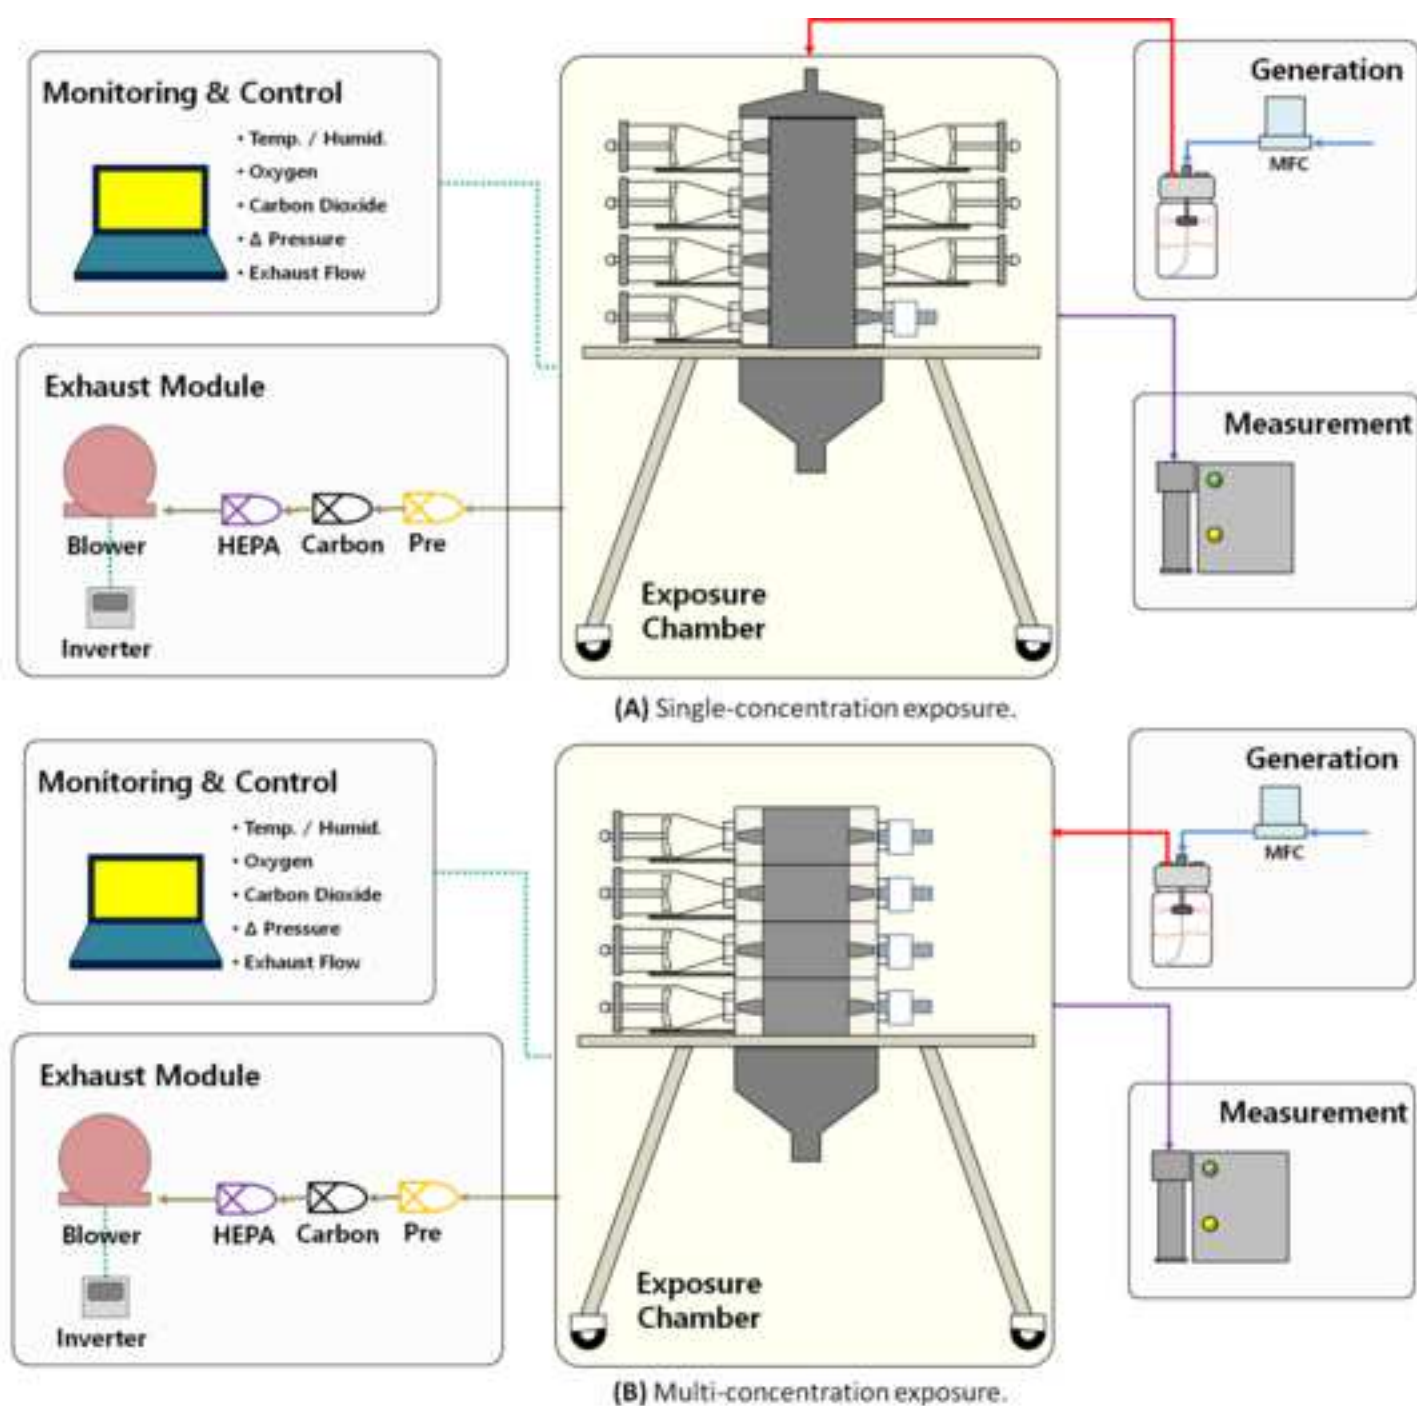 Monitoring & Control
• Temp. / Humid.
• Oxygen
• Carbon Dioxide
• Δ Pressure
• Exhaust Flow
Generation
MFC
Exhaust Module
Blower
HEPA
Carbon
Pre
Inverter
Exposure
Chamber
Measurement
(A) Single-concentration exposure.
Monitoring & Control
• Temp. / Humid.
• Oxygen
• Carbon Dioxide
• Δ Pressure
• Exhaust Flow
Generation
MFC
Exhaust Module
Blower
HEPA
Carbon
Pre
Inverter
Exposure
Chamber
Measurement
(B) Multi-concentration exposure.